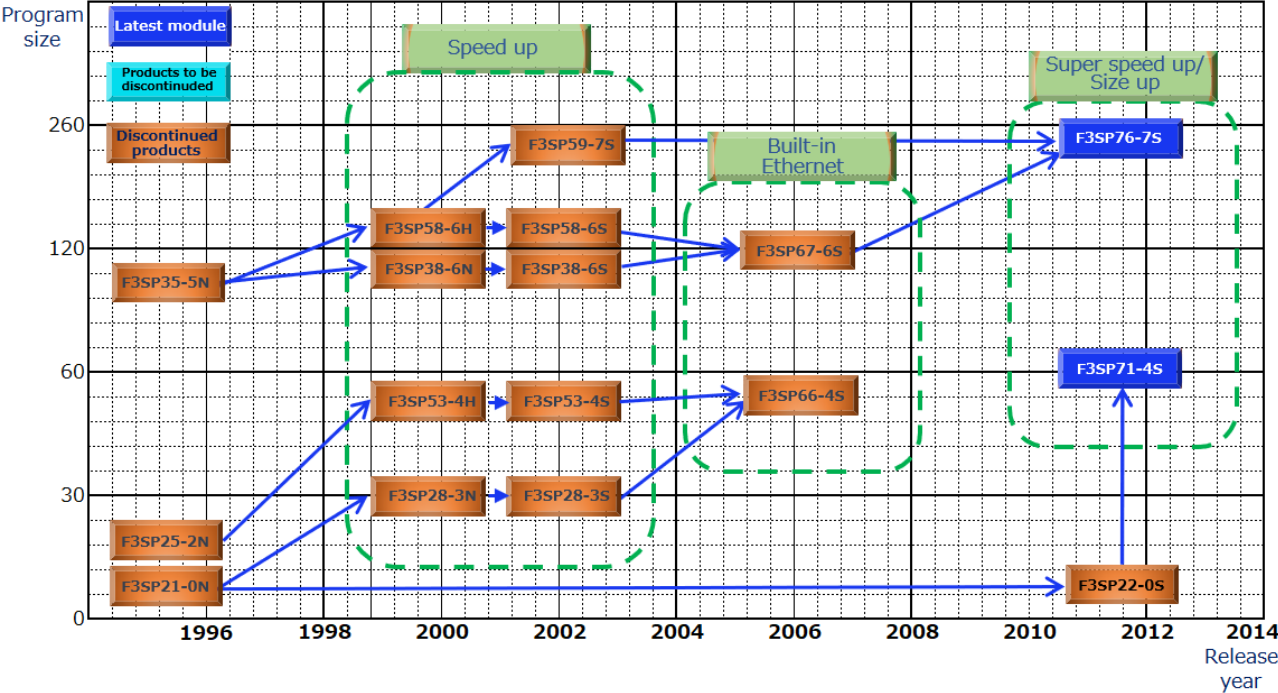 Program
size
Latest module
Products to be
discontinuded
Discontinued
products
Speed up
Super speed up/
Size up
Built-in
Ethernet
260
120
60
30
0
F3SP59-7S
F3SP76-7S
F3SP58-6H
F3SP58-6S
F3SP67-6S
F3SP35-5N
F3SP38-6N
F3SP38-6S
F3SP71-4S
F3SP53-4H
F3SP53-4S
F3SP66-4S
F3SP28-3N
F3SP28-3S
F3SP25-2N
F3SP21-0N
F3SP22-0S
1996
1998
2000
2002
2004
2006
2008
2010
2012
2014
Release
year